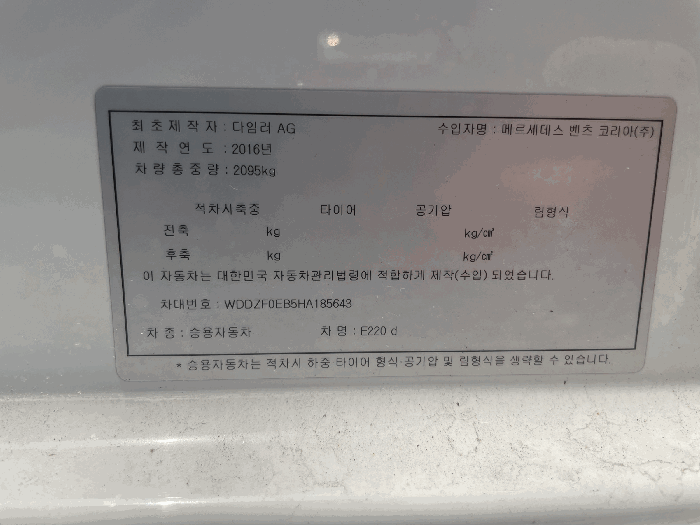 최초제작자 : 다임러 AG 수입자명 : 메르세데스 벤츠 코리아(주)
제 작 연 도 : 2016년
차량총중량 : 2095kg
적차시축중 타이어 공기압 림형식
전축 kg kg/㎠
후축 kg kg/㎠
이 자동차는 대한민국 자동차관리법령에 적합하게 제작(수입) 되었습니다.
차대번호 : WDDZF0EB5HA185643
차 종 : 승용자동차 차 명 : E220 d
* 승용자동차는 적차시 하중·타이어 형식·공기압 및 림형식을 생략할 수 있습니다.